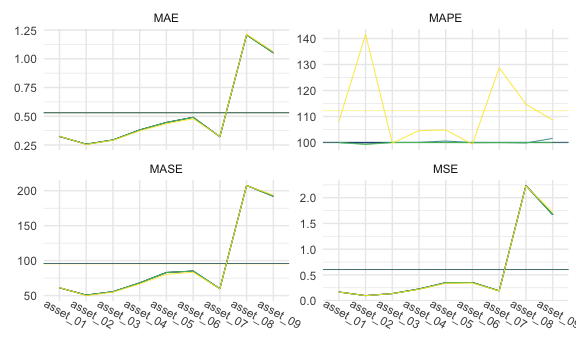 MAE
MAPE
1.25
1.00
0.75
0.50
0.25
140
130
120
110
100
MASE
MSE
200
150
100
50
2.0
1.5
1.0
0.5
0.0
asset_01
asset_02
asset_03
asset_04
asset_05
asset_06
asset_07
asset_08
asset_09
asset_01
asset_02
asset_03
asset_04
asset_05
asset_06
asset_07
asset_08
asset_09